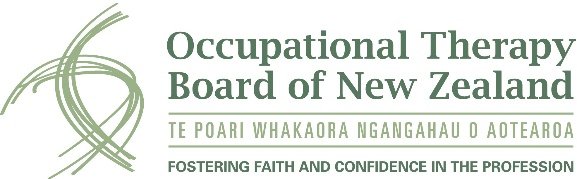 Occupational Therapy
Board of New Zealand
TE POARI WHAKAORA NGANGAHAU O AOTEAROA
FOSTERING FAITH AND CONFIDENCE IN THE PROFESSION